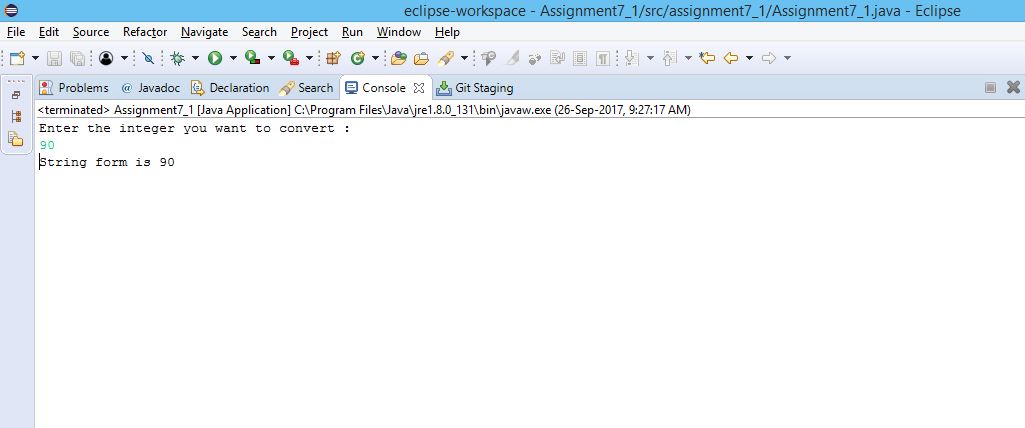 eclipse-workspace - Assignment7_1/src/assignment7_1/Assignment7_1.java - Eclipse
File Edit Source Refactor Navigate Search Project Run Window Help
Problems @ Javadoc Declaration Search Console Git Staging
<terminated> Assignment7_1 [Java Application] C:\Program Files\Java\jre1.8.0_131\bin\javaw.exe (26-Sep-2017, 9:27:17 AM)
Enter the integer you want to convert :
90
String form is 90